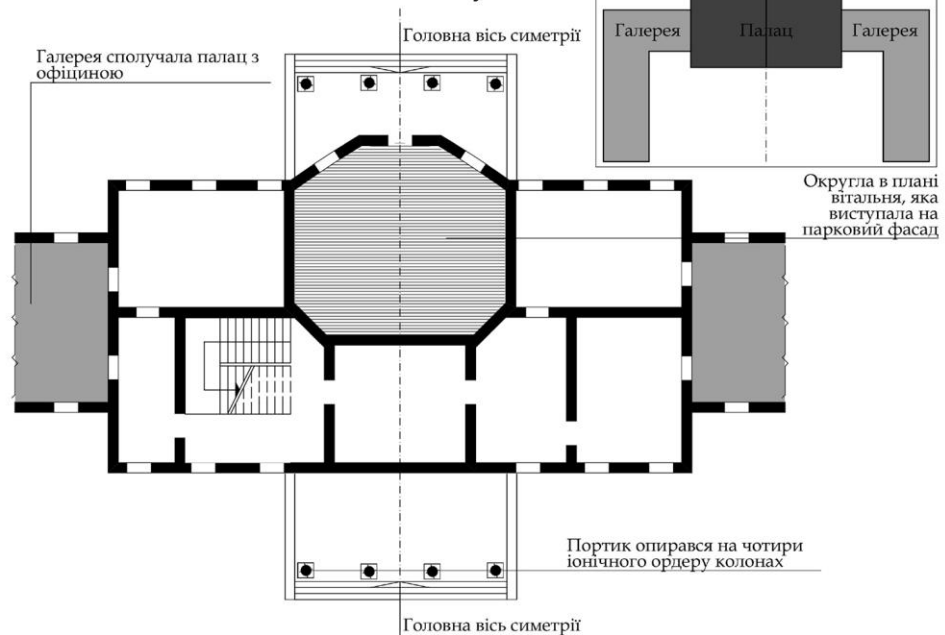 Головна вісь симетрії
Галерея
Палац
Галерея
Галерея сполучала палац з
офіциною
Округла в плані
вітальня, яка
виступала на
парковий фасад
Портик опирався на чотири
іонічного ордеру колонах
Головна вісь симетрії